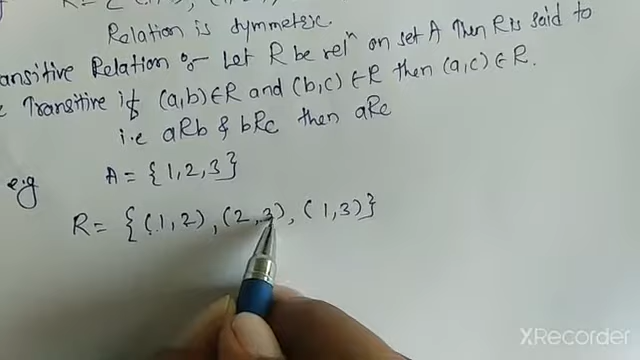 Relation is symmetric.
ansitive Relation :- Let R be relⁿ on set A Then R is said to
Transitive if (a,b)∈R and (b,c)∈R then (a,c)∈R.
i.e aRb & bRc then aRc
e.g A = {1,2,3}
R = {(1,2), (2,3), (1,3)}
XRecorder